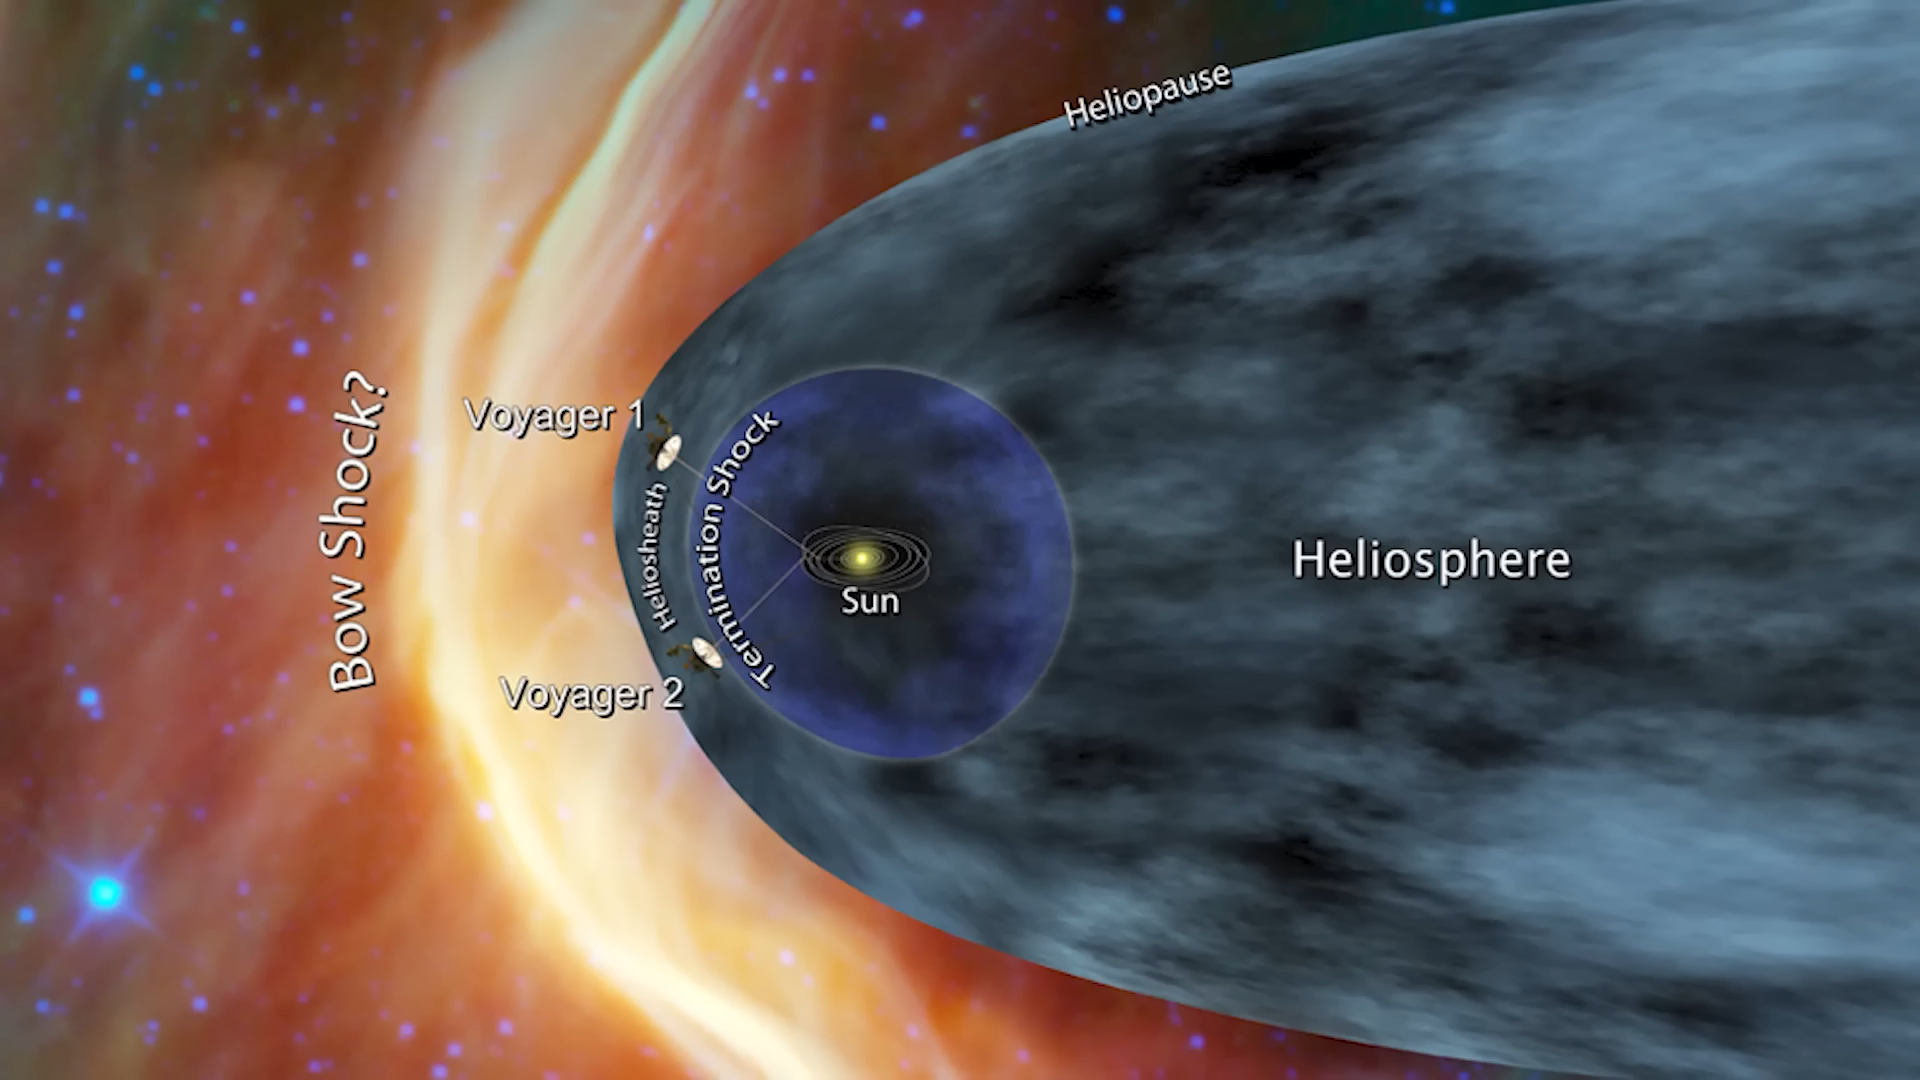 Heliopause
Voyager 1
Bow Shock?
Heliosheath
Termination Shock
Heliosphere
Sun
Voyager 2